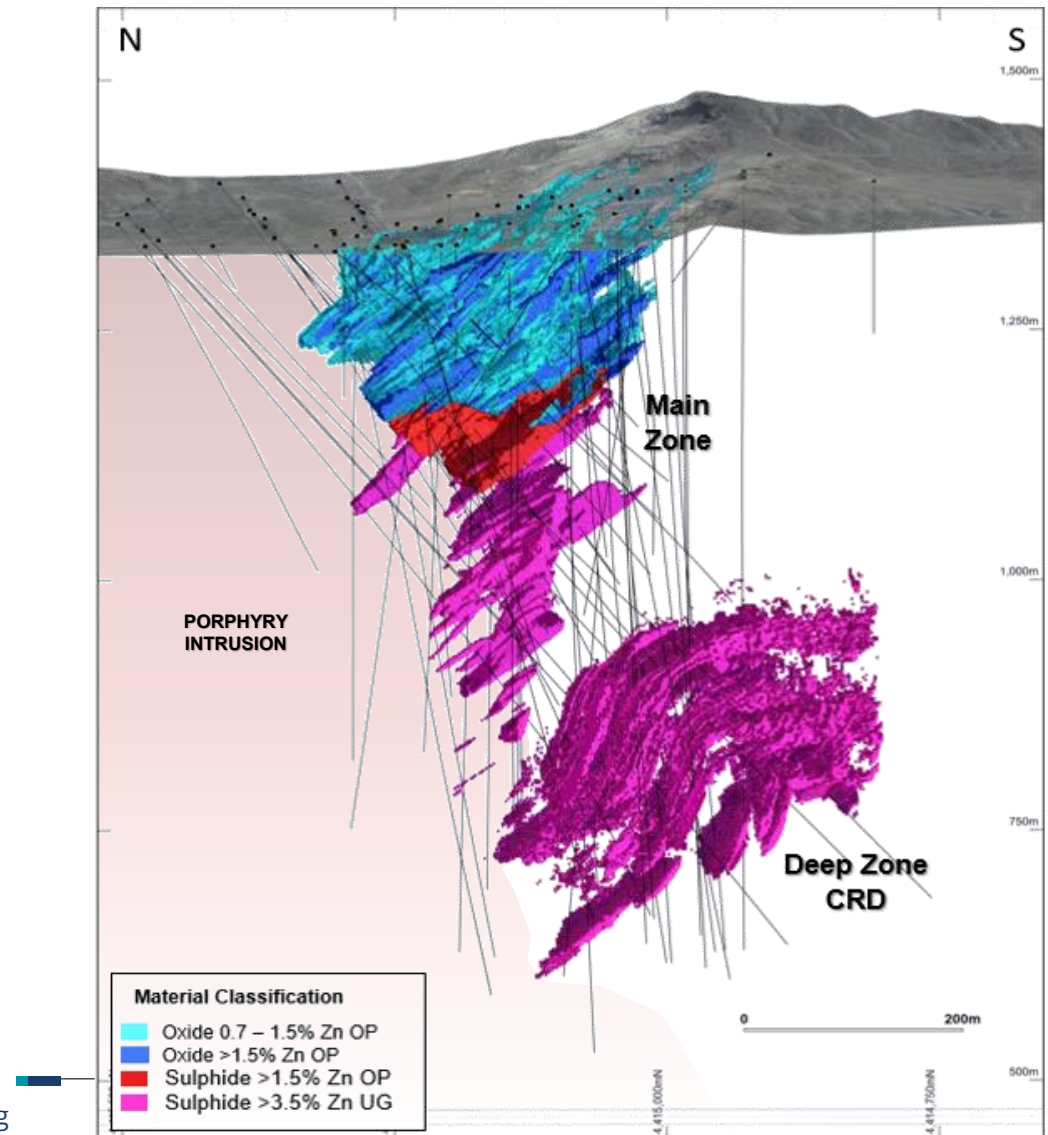 N
S
1,500m
1,250m
Main
Zone
1,000m
PORPHYRY
INTRUSION
750m
Deep Zone
CRD
Material Classification
Oxide 0.7 – 1.5% Zn OP
Oxide >1.5% Zn OP
Sulphide >1.5% Zn OP
Sulphide >3.5% Zn UG
0
200m
500m
4,415,000mN
4,414,750mN